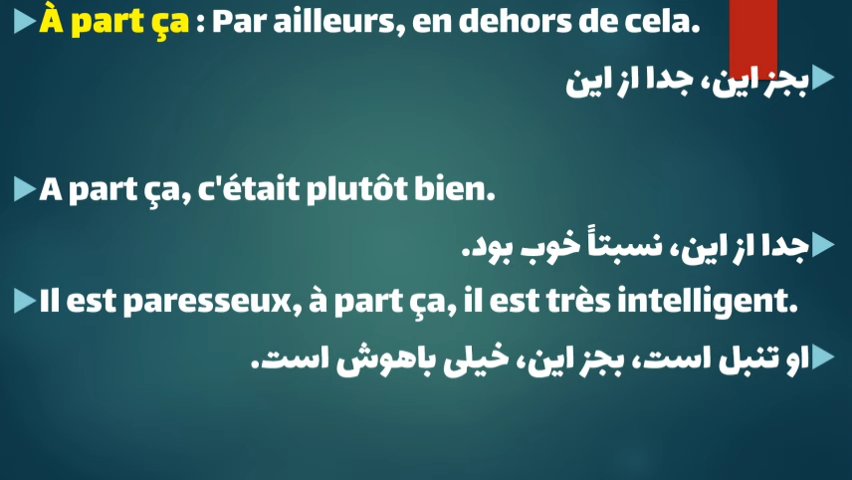 À part ça : Par ailleurs, en dehors de cela.
بجز این، جدا از این
A part ça, c'était plutôt bien.
جدا از این، نسبتاً خوب بود.
Il est paresseux, à part ça, il est très intelligent.
او تنبل است، بجز این، خیلی باهوش است.